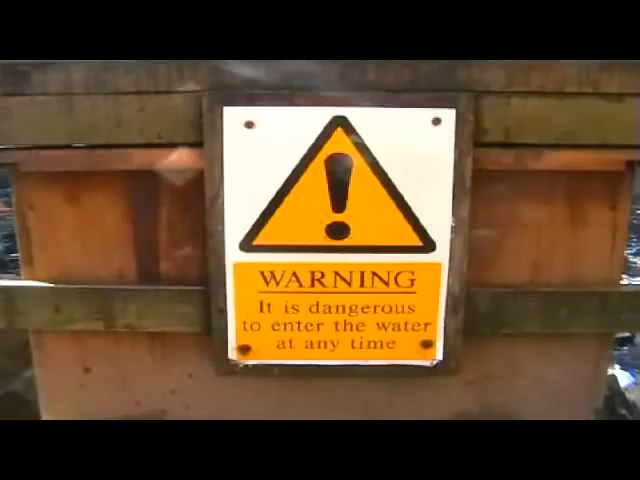 WARNING
It is dangerous
to enter the water
at any time